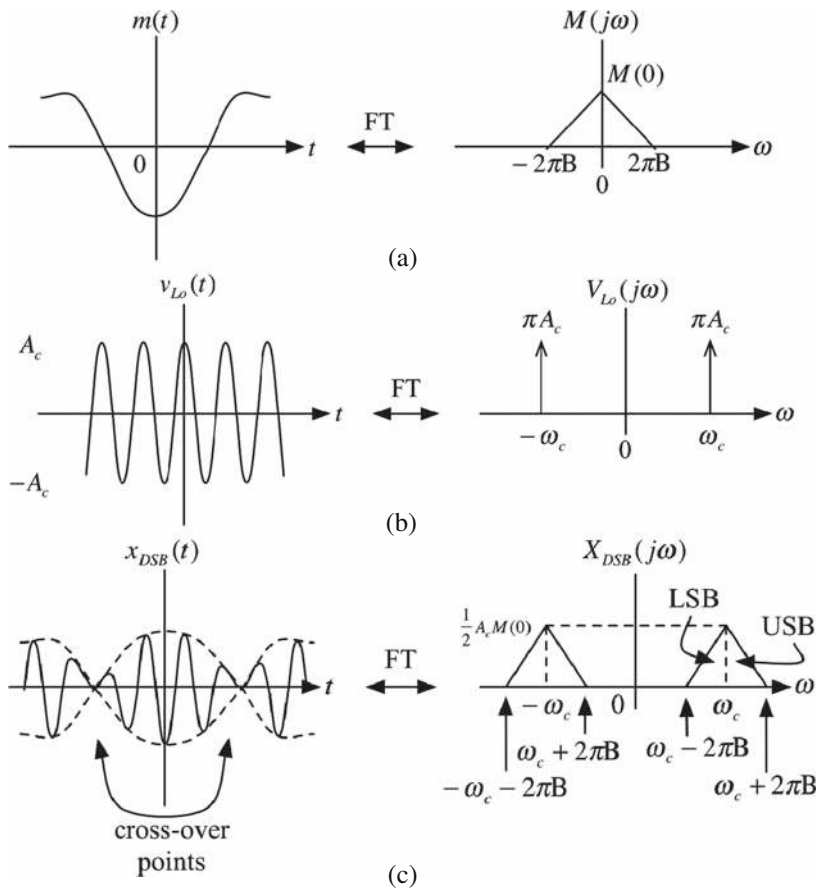 m(t)
M(jω)
M(0)
FT
0
t
−2πB
2πB
ω
0
(a)
v_Lo(t)
V_Lo(jω)
A_c
πA_c
πA_c
FT
t
ω
−ω_c
0
ω_c
−A_c
(b)
x_DSB(t)
X_DSB(jω)
LSB
½ A_c M(0)
USB
FT
t
−ω_c
0
ω_c
ω
ω_c + 2πB
ω_c − 2πB
−ω_c − 2πB
ω_c + 2πB
cross-over
points
(c)